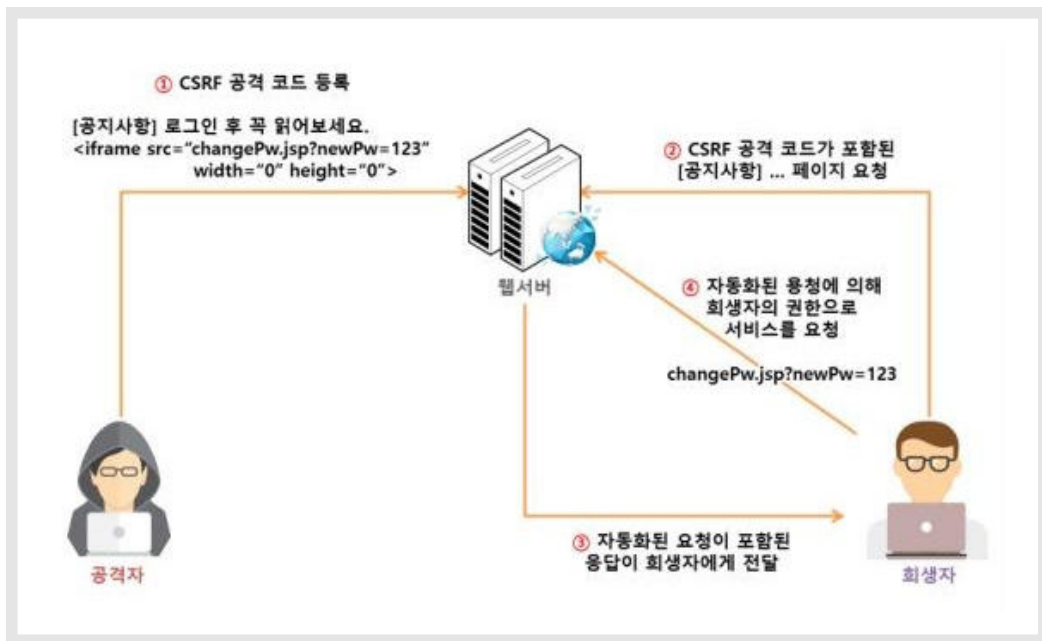 ① CSRF 공격 코드 등록
[공지사항] 로그인 후 꼭 읽어보세요.
<iframe src="changePw.jsp?newPw=123"
width="0" height="0">
② CSRF 공격 코드가 포함된
[공지사항] ... 페이지 요청
웹서버
④ 자동화된 용청에 의해
희생자의 권한으로
서비스를 요청
changePw.jsp?newPw=123
③ 자동화된 요청이 포함된
응답이 희생자에게 전달
공격자
희생자